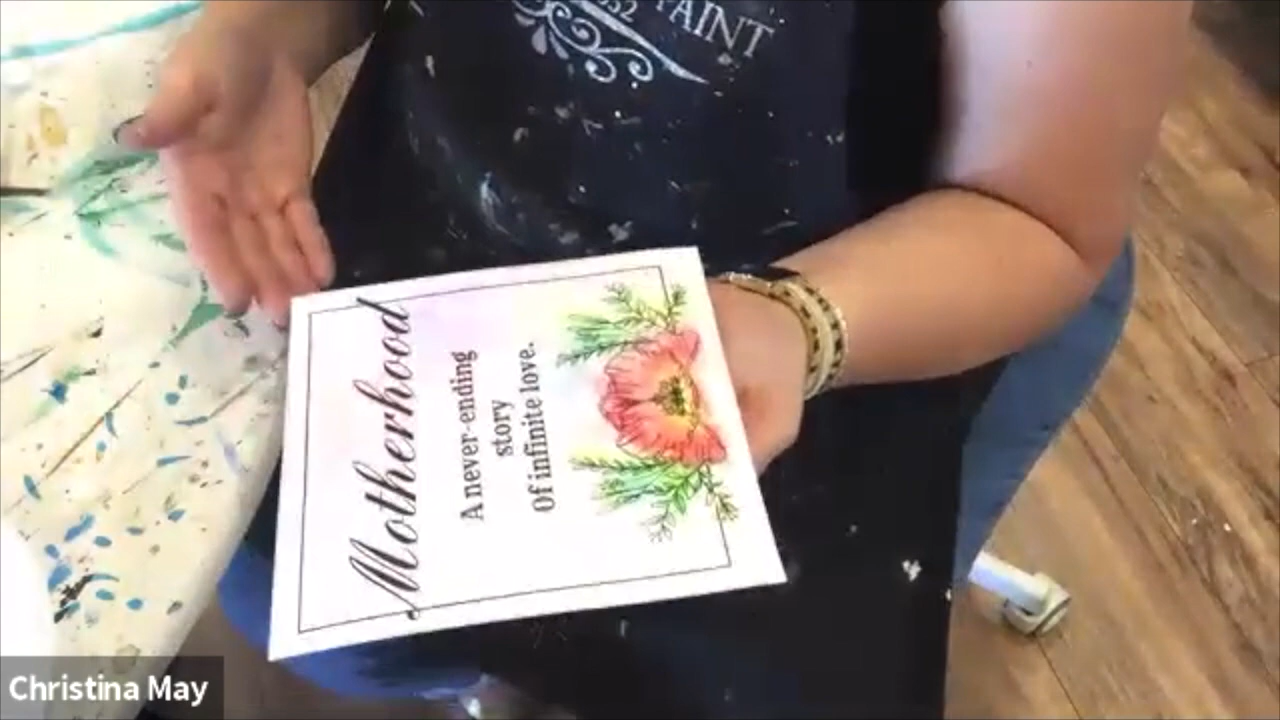 PAINT
Motherhood
A never-ending
story
Of infinite love.
Christina May